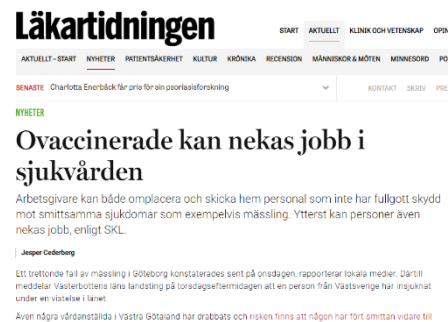 Läkartidningen
START AKTUELLT KLINIK OCH VETENSKAP OPIN
AKTUELLT – START NYHETER PATIENTSÄKERHET KULTUR KRÖNIKA RECENSION MÄNNISKOR & MÖTEN MINNESORD PO
SENASTE Charlotta Enerbäck får pris för sin psoriasisforskning
KONTAKT SKRIV PRE
NYHETER
Ovaccinerade kan nekas jobb i
sjukvården
Arbetsgivare kan både omplacera och skicka hem personal som inte har fullgott skydd
mot smittsamma sjukdomar som exempelvis mässling. Ytterst kan personer även
nekas jobb, enligt SKL.
Jesper Cederberg
Ett trettonde fall av mässling i Göteborg konstaterades sent på onsdagen, rapporterar lokala medier. Därtill
meddelar Västerbottens läns landsting på torsdagseftermiddagen att en person från Västsverige har insjuknat
under en vistelse i länet.
Även några vårdanställda i Västra Götaland har drabbats och risken finns att någon har fört smittan vidare till